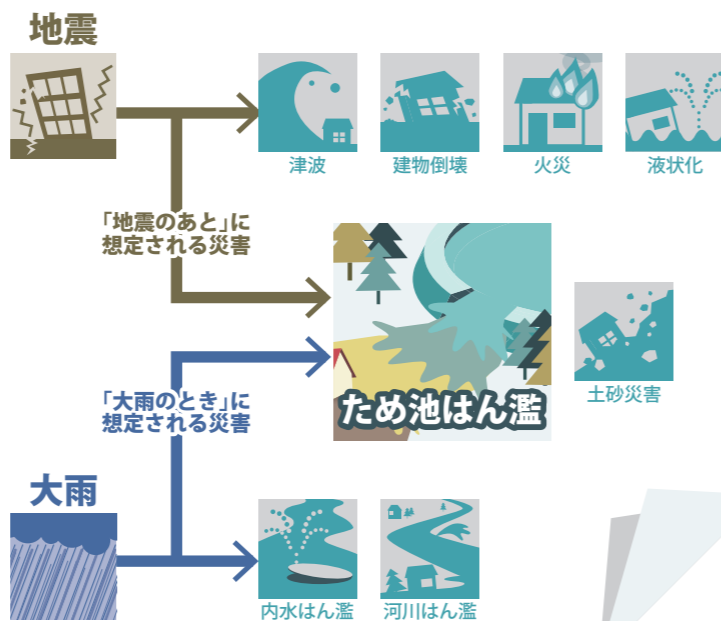 地震
津波
建物倒壊
火災
液状化
「地震のあと」に
想定される災害
ため池はん濫
土砂災害
「大雨のとき」に
想定される災害
大雨
内水はん濫
河川はん濫